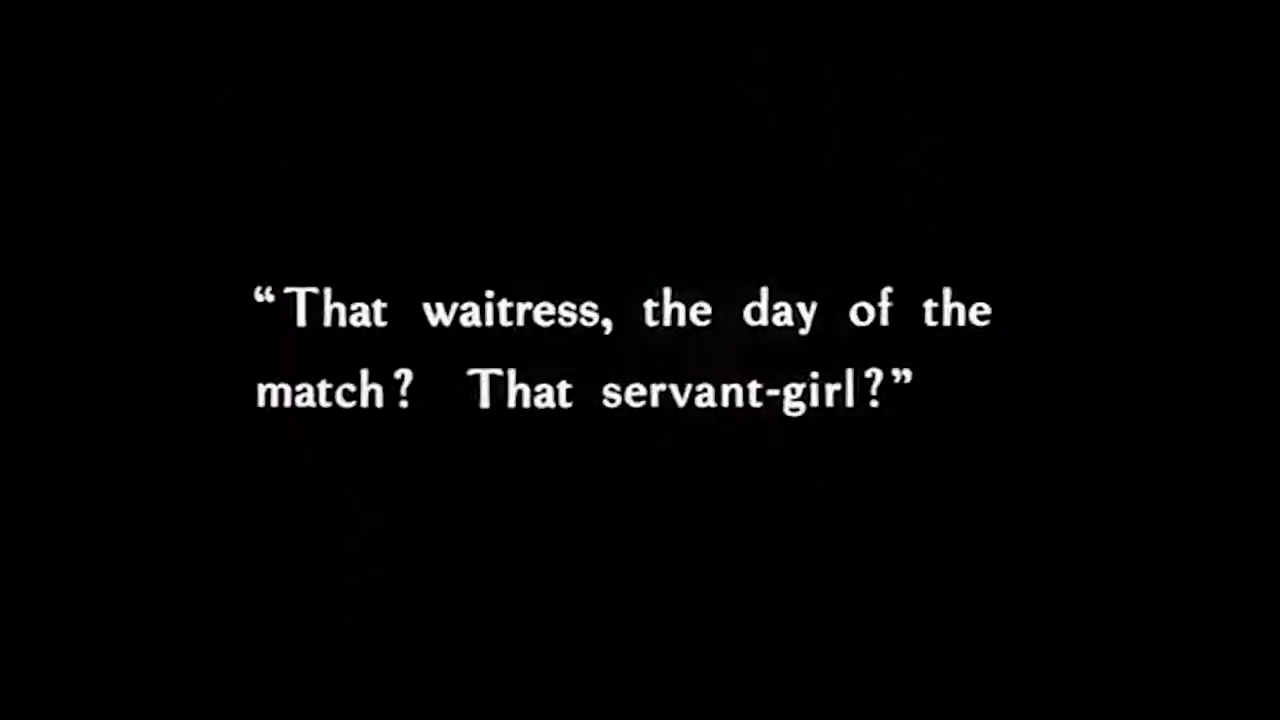 “That waitress, the day of the
match? That servant-girl?”